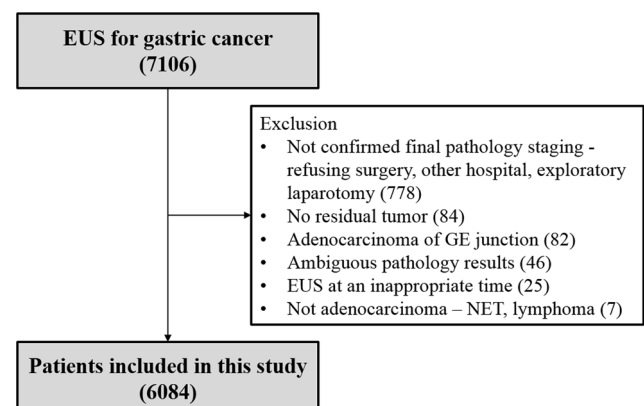 EUS for gastric cancer
(7106)
Exclusion
• Not confirmed final pathology staging -
refusing surgery, other hospital, exploratory
laparotomy (778)
• No residual tumor (84)
• Adenocarcinoma of GE junction (82)
• Ambiguous pathology results (46)
• EUS at an inappropriate time (25)
• Not adenocarcinoma – NET, lymphoma (7)
Patients included in this study
(6084)